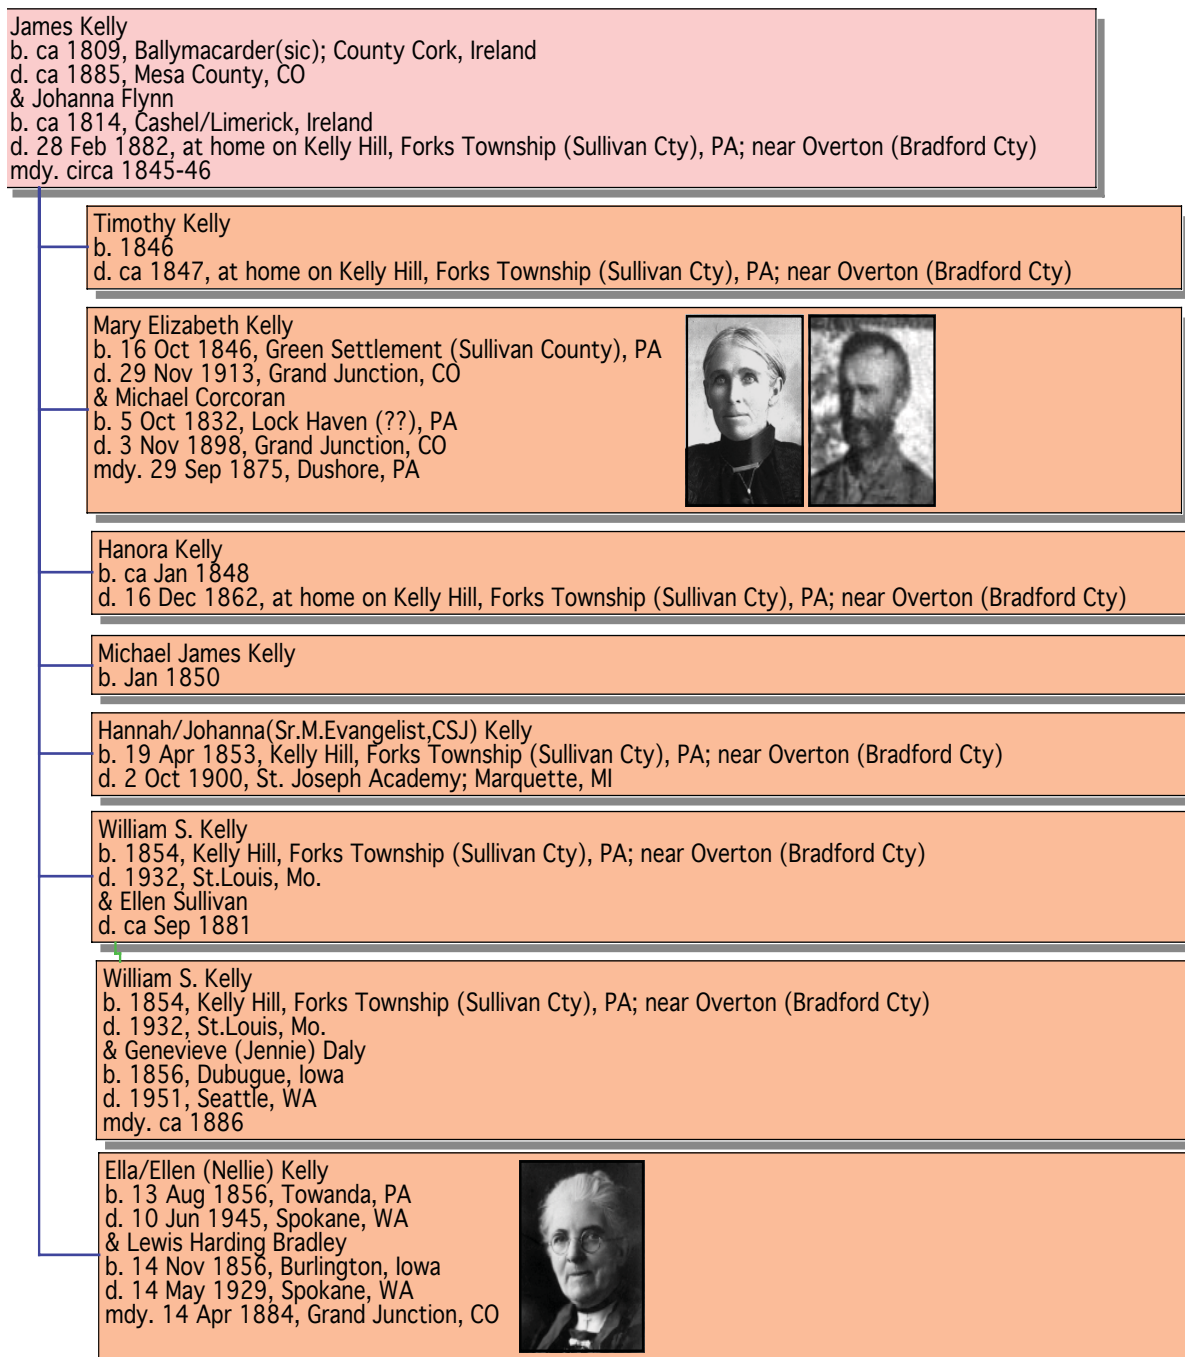 James Kelly
b. ca 1809, Ballymacarder(sic); County Cork, Ireland
d. ca 1885, Mesa County, CO
& Johanna Flynn
b. ca 1814, Cashel/Limerick, Ireland
d. 28 Feb 1882, at home on Kelly Hill, Forks Township (Sullivan Cty), PA; near Overton (Bradford Cty)
mdy. circa 1845-46
Timothy Kelly
b. 1846
d. ca 1847, at home on Kelly Hill, Forks Township (Sullivan Cty), PA; near Overton (Bradford Cty)
Mary Elizabeth Kelly
b. 16 Oct 1846, Green Settlement (Sullivan County), PA
d. 29 Nov 1913, Grand Junction, CO
& Michael Corcoran
b. 5 Oct 1832, Lock Haven (??), PA
d. 3 Nov 1898, Grand Junction, CO
mdy. 29 Sep 1875, Dushore, PA
Hanora Kelly
b. ca Jan 1848
d. 16 Dec 1862, at home on Kelly Hill, Forks Township (Sullivan Cty), PA; near Overton (Bradford Cty)
Michael James Kelly
b. Jan 1850
Hannah/Johanna(Sr.M.Evangelist,CSJ) Kelly
b. 19 Apr 1853, Kelly Hill, Forks Township (Sullivan Cty), PA; near Overton (Bradford Cty)
d. 2 Oct 1900, St. Joseph Academy; Marquette, MI
William S. Kelly
b. 1854, Kelly Hill, Forks Township (Sullivan Cty), PA; near Overton (Bradford Cty)
d. 1932, St.Louis, Mo.
& Ellen Sullivan
d. ca Sep 1881
William S. Kelly
b. 1854, Kelly Hill, Forks Township (Sullivan Cty), PA; near Overton (Bradford Cty)
d. 1932, St.Louis, Mo.
& Genevieve (Jennie) Daly
b. 1856, Dubugue, Iowa
d. 1951, Seattle, WA
mdy. ca 1886
Ella/Ellen (Nellie) Kelly
b. 13 Aug 1856, Towanda, PA
d. 10 Jun 1945, Spokane, WA
& Lewis Harding Bradley
b. 14 Nov 1856, Burlington, Iowa
d. 14 May 1929, Spokane, WA
mdy. 14 Apr 1884, Grand Junction, CO